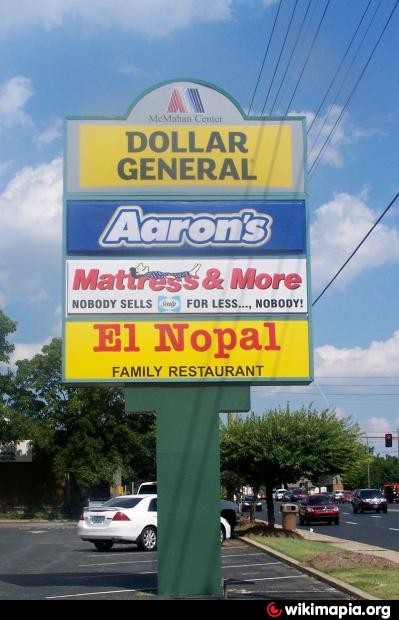 McMahan Center
DOLLAR
GENERAL
Aaron's
Mattress & More
NOBODY SELLS Sealy FOR LESS..., NOBODY!
El Nopal
FAMILY RESTAURANT
wikimapia.org